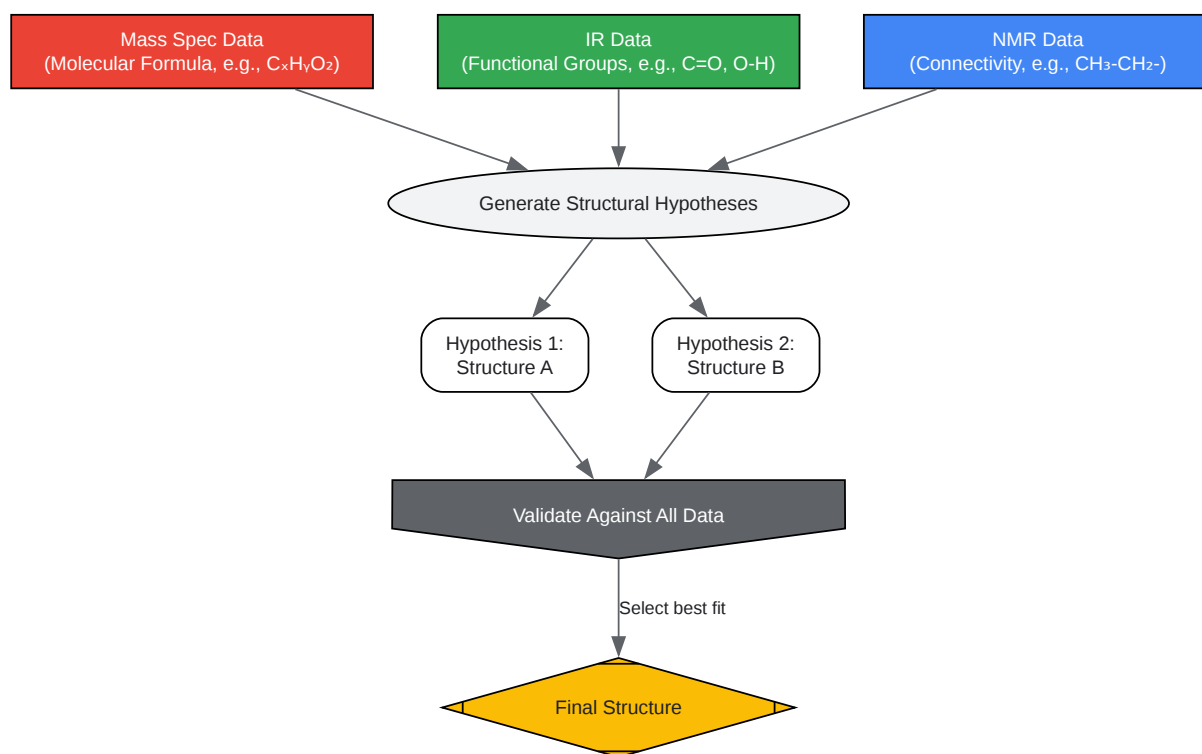 Mass Spec Data
(Molecular Formula, e.g., CₓHᵧO₂)
IR Data
(Functional Groups, e.g., C=O, O-H)
NMR Data
(Connectivity, e.g., CH₃-CH₂-)
Generate Structural Hypotheses
Hypothesis 1:
Structure A
Hypothesis 2:
Structure B
Validate Against All Data
Select best fit
Final Structure